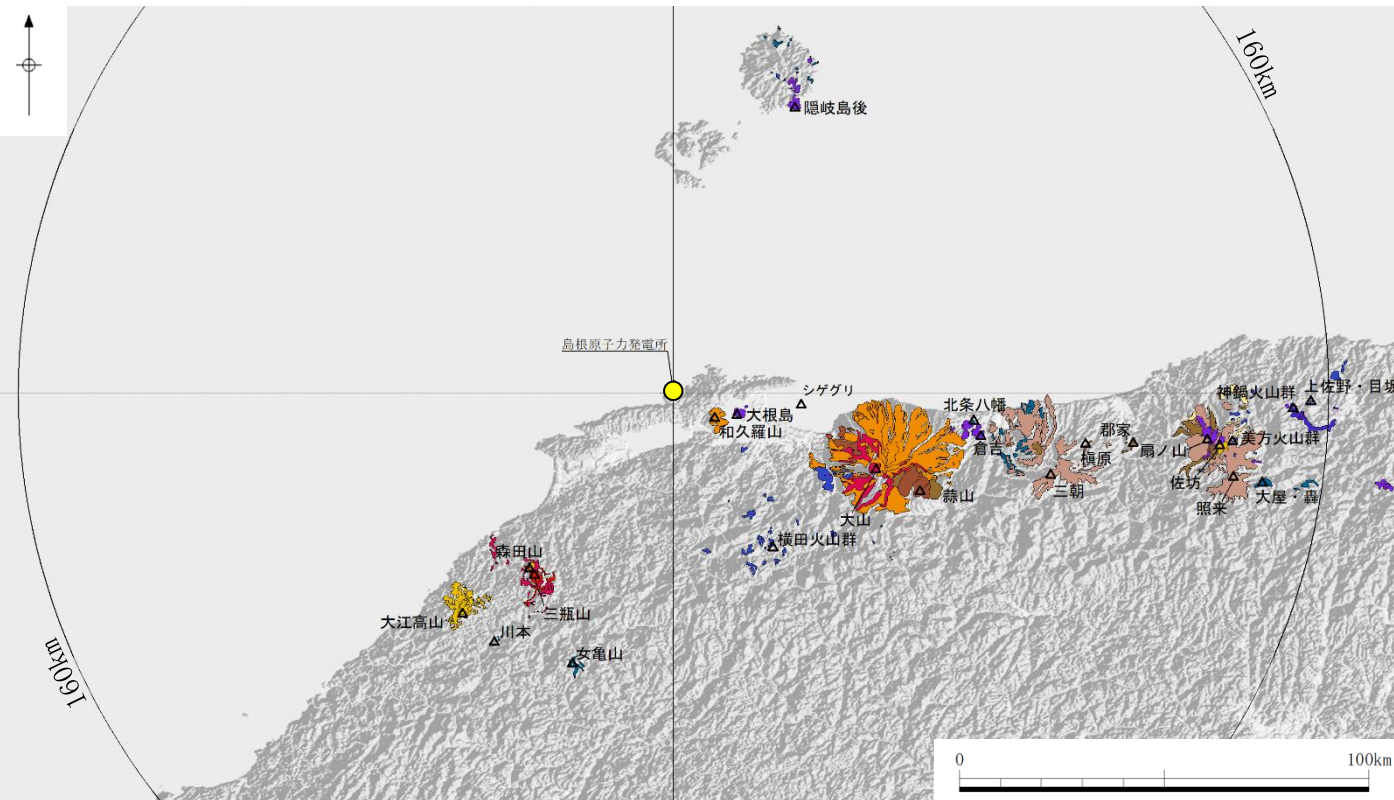 160km
隠岐島後
島根原子力発電所
シゲグリ
大根島
和久羅山
北条八幡
倉吉
神鍋火山群
上佐野・目坂
郡家
槇原
扇ノ山
美方火山群
佐坊
三朝
蒜山
大山
照来
大屋・轟
横田火山群
森田山
三瓶山
大江高山
川本
女亀山
160km
0
100km